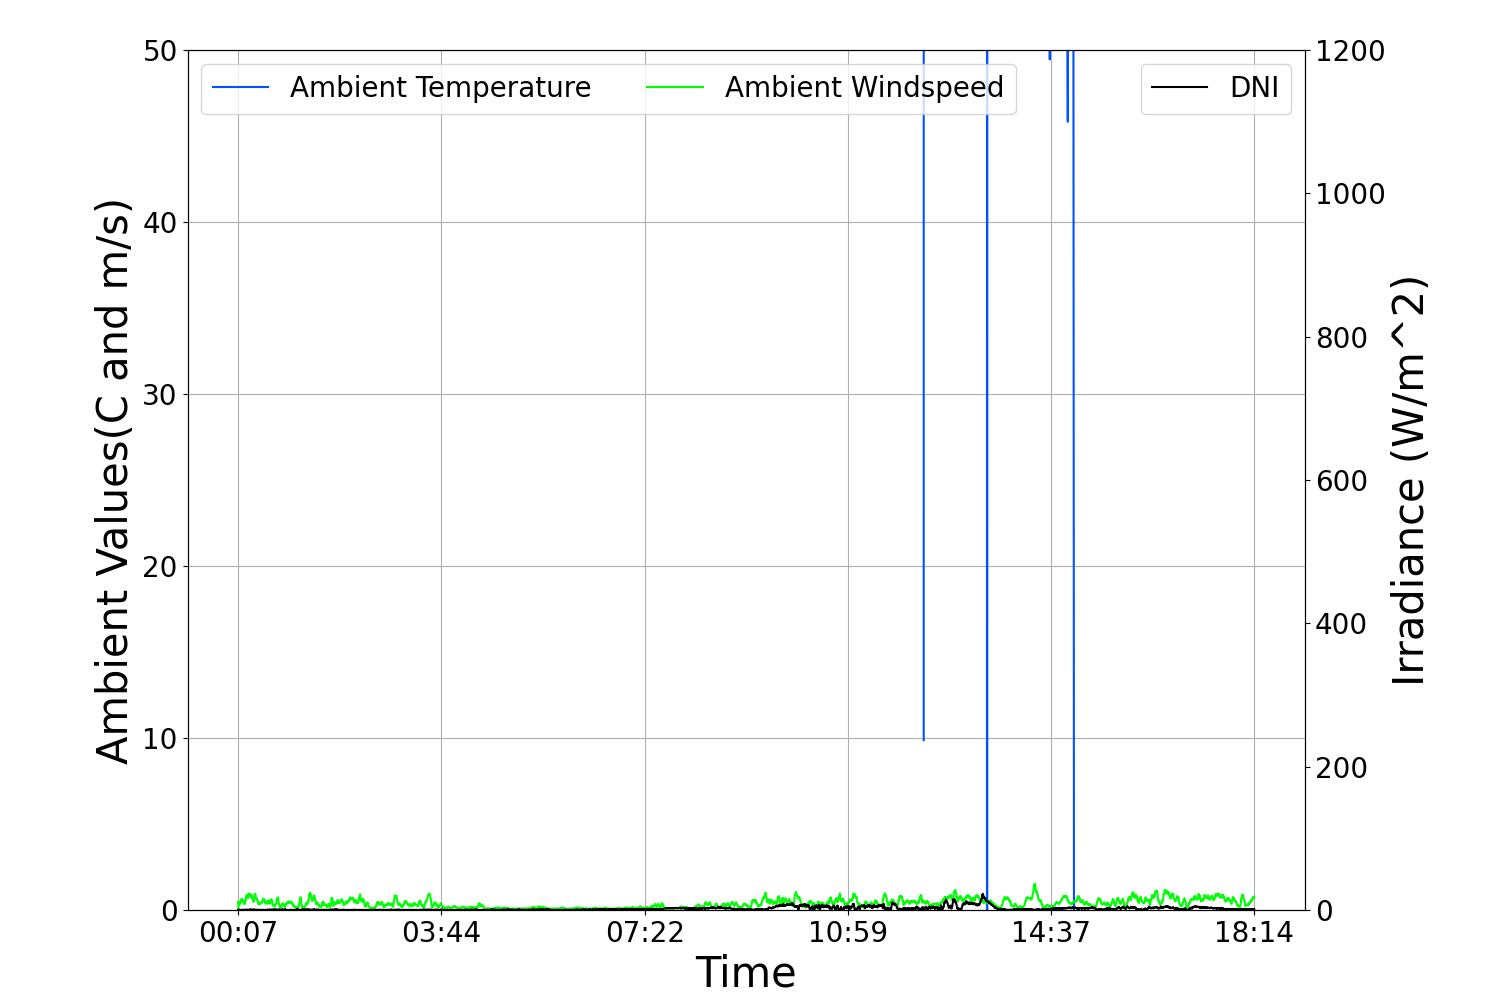 Ambient Temperature
Ambient Windspeed
DNI
Ambient Values(C and m/s)
50
40
30
20
10
0
1200
1000
800
600
400
200
0
Irradiance (W/m^2)
00:07 03:44 07:22 10:59 14:37 18:14
Time